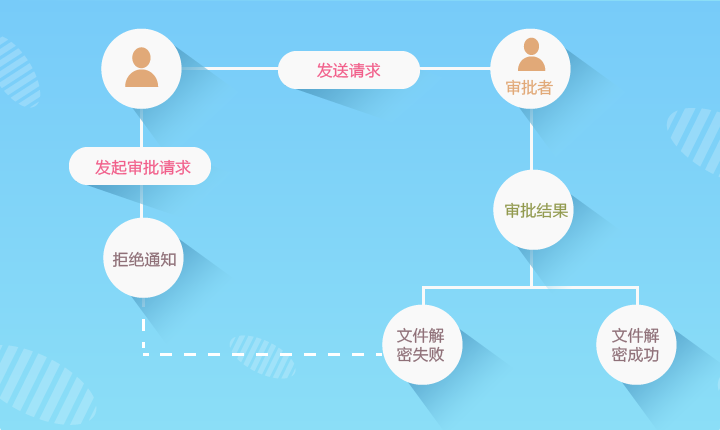 发送请求
审批者
发起审批请求
审批结果
拒绝通知
文件解
密失败
文件解
密成功